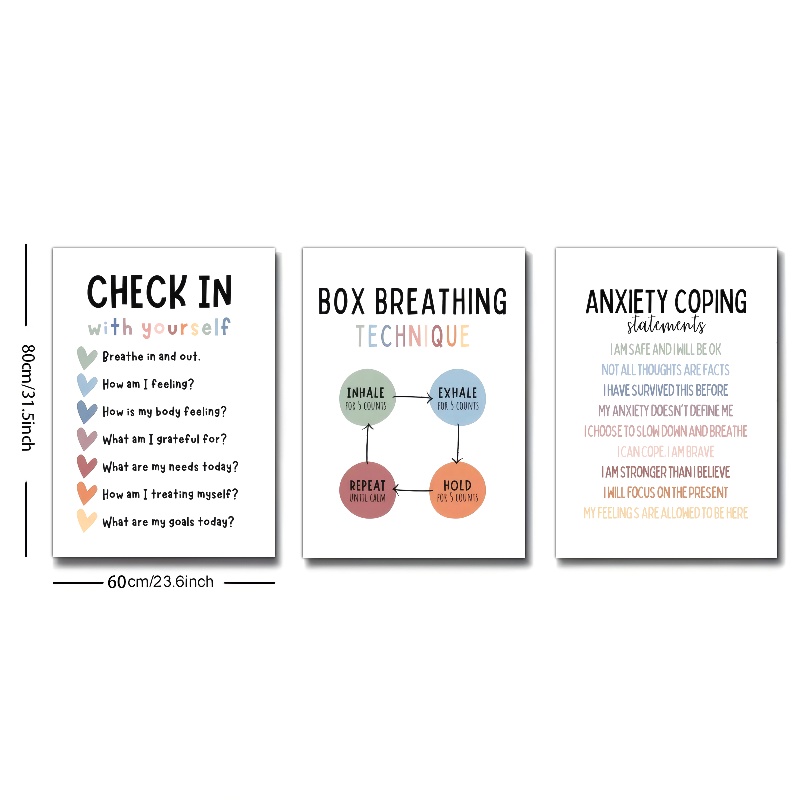 80cm/31.5inch
CHECK IN
with yourself
Breathe in and out.
How am I feeling?
How is my body feeling?
What am I grateful for?
What are my needs today?
How am I treating myself?
What are my goals today?
60cm/23.6inch
BOX BREATHING
TECHNIQUE
INHALE
FOR 5 COUNTS
EXHALE
FOR 5 COUNTS
REPEAT
UNTIL CALM
HOLD
FOR 5 COUNTS
ANXIETY COPING
statements
I AM SAFE AND I WILL BE OK
NOT ALL THOUGHTS ARE FACTS
I HAVE SURVIVED THIS BEFORE
MY ANXIETY DOESN'T DEFINE ME
I CHOOSE TO SLOW DOWN AND BREATHE
I CAN COPE. I AM BRAVE
I AM STRONGER THAN I BELIEVE
I WILL FOCUS ON THE PRESENT
MY FEELINGS ARE ALLOWED TO BE HERE